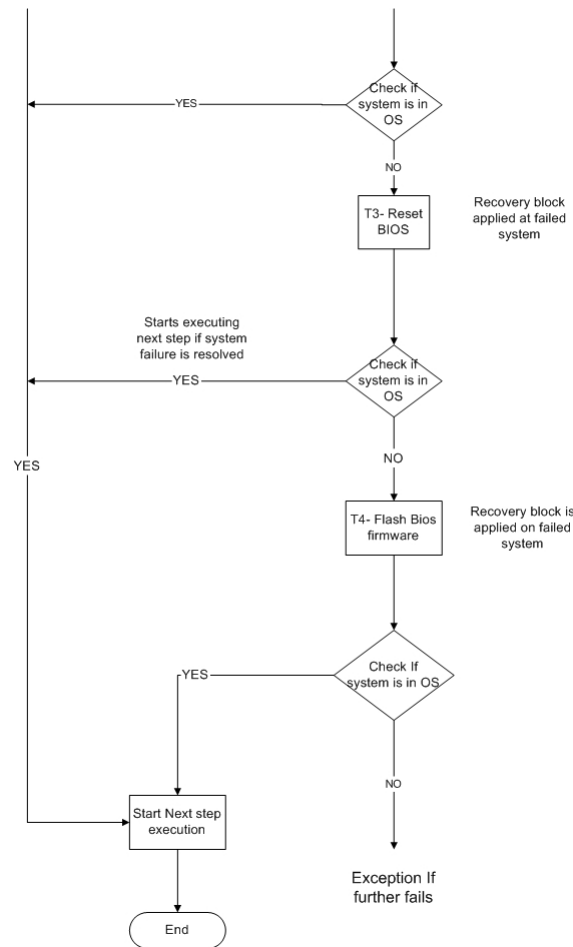 Check if
system is in
OS
YES
NO
T3- Reset
BIOS
Recovery block
applied at failed
system
Starts executing
next step if system
failure is resolved
Check if
system is in
OS
YES
YES
NO
T4- Flash Bios
firmware
Recovery block is
applied on failed
system
Check If
system is in OS
YES
NO
Start Next step
execution
Exception If
further fails
End